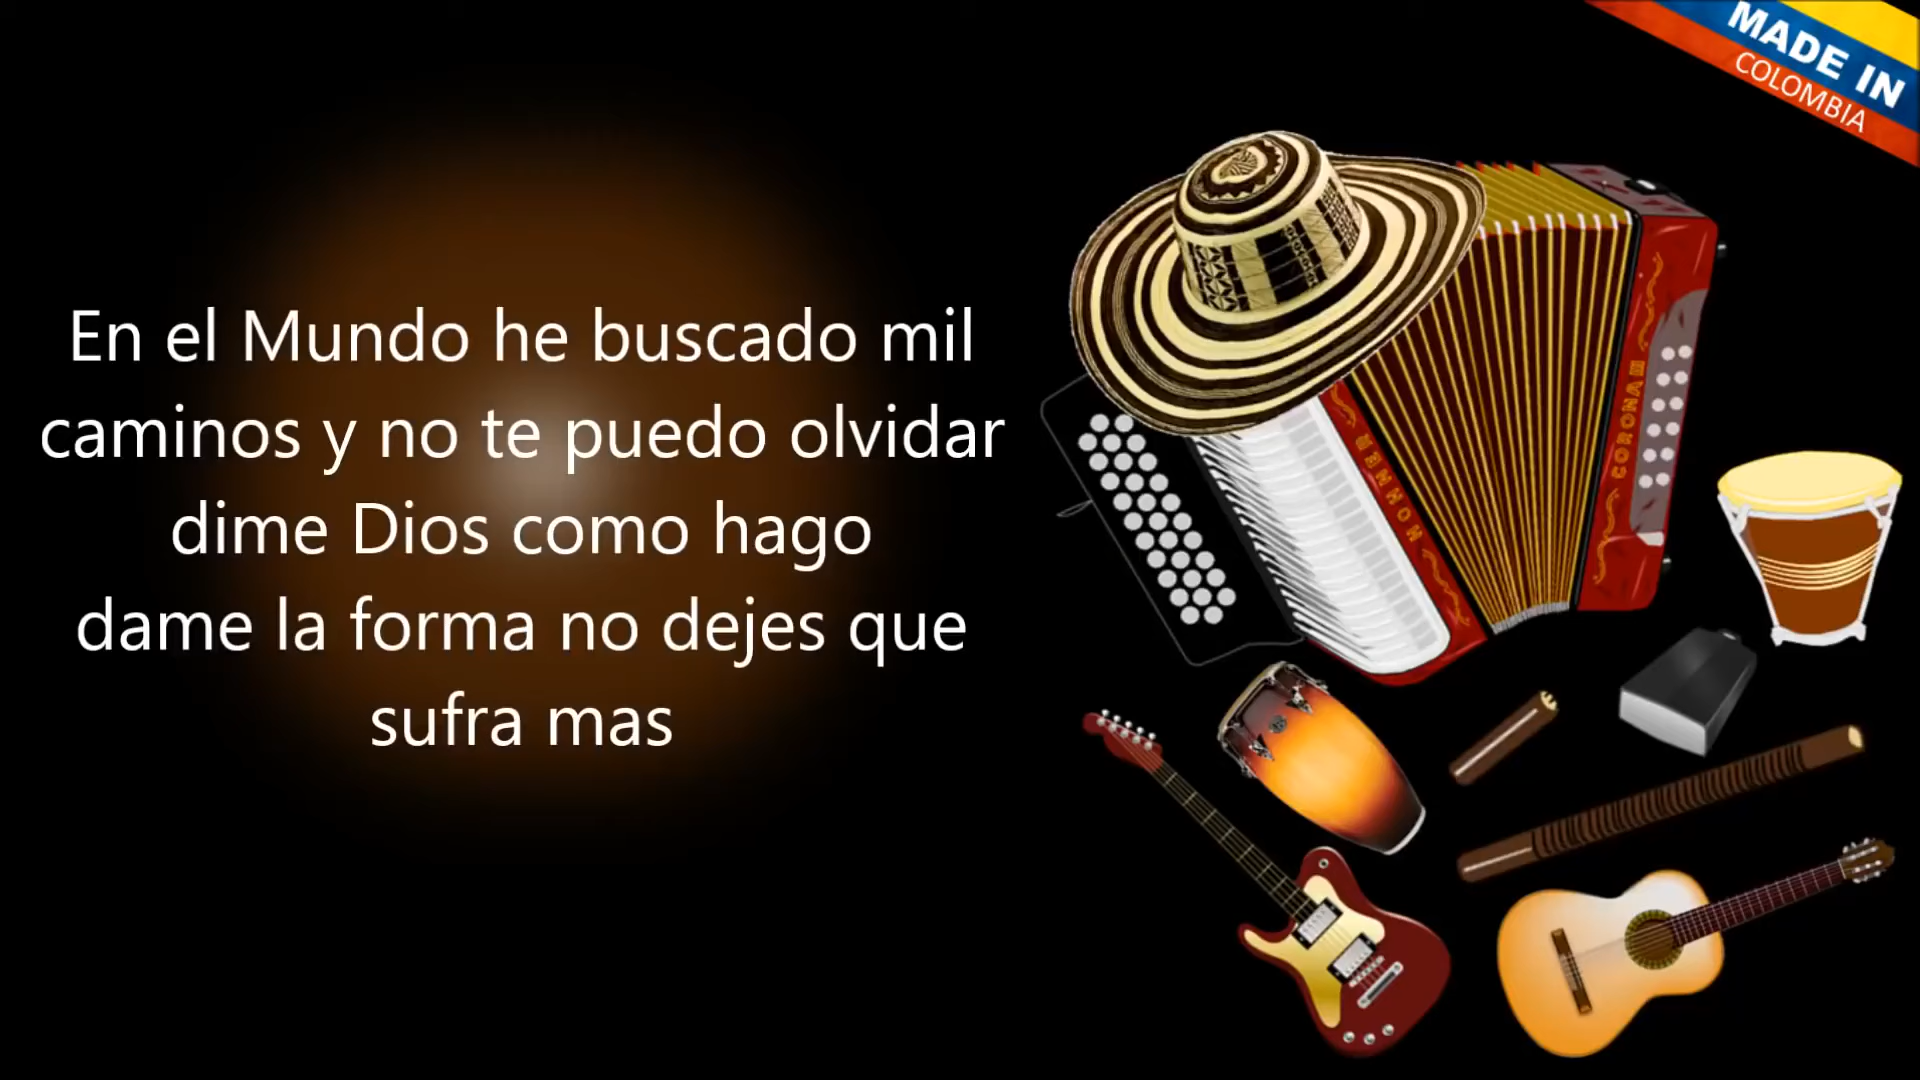 MADE IN
COLOMBIA
En el Mundo he buscado mil
caminos y no te puedo olvidar
dime Dios como hago
dame la forma no dejes que
sufra mas
HOHNER
CORONA III